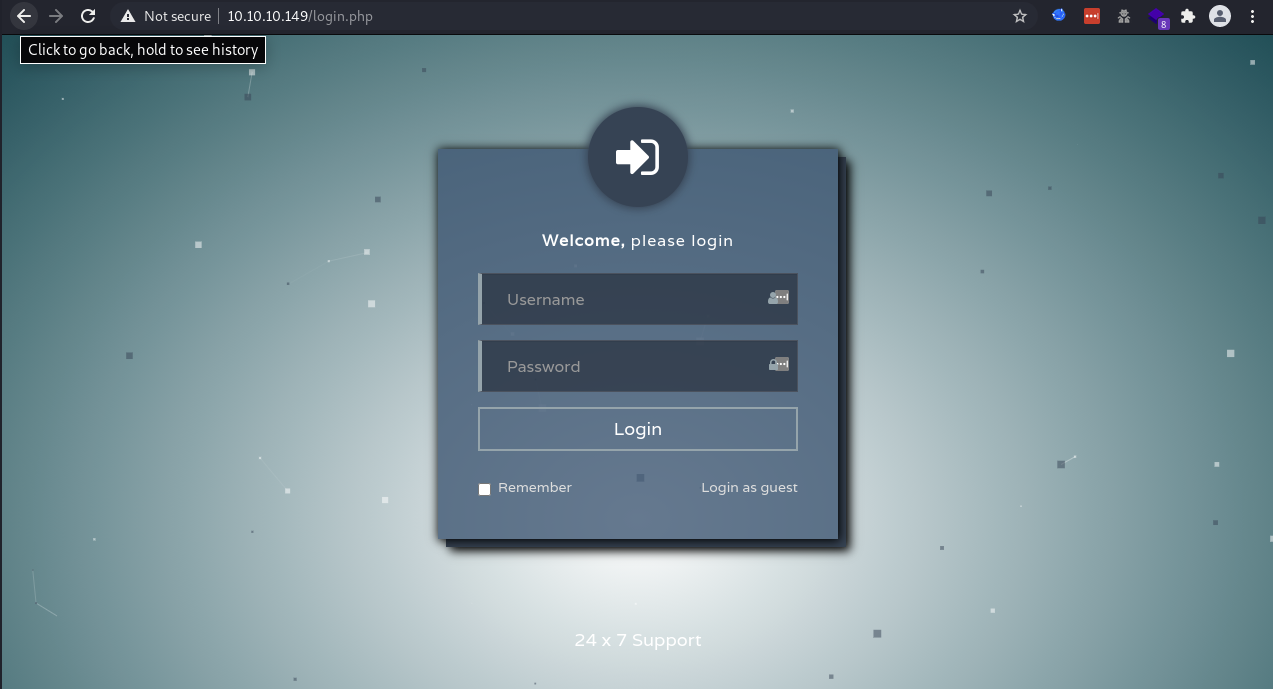 Not secure 10.10.10.149/login.php
8
Click to go back, hold to see history
Welcome, please login
Username
Password
Login
Remember Login as guest
24 x 7 Support